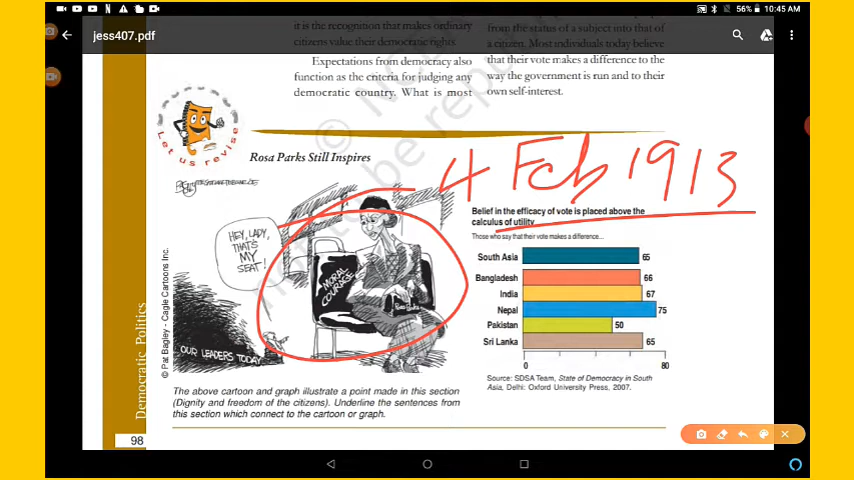 56% 10:45 AM
jess407.pdf
it is the recognition that makes ordinary
citizens value their democratic rights.
Expectations from democracy also
function as the criteria for judging any
democratic country. What is most
from the status of a subject into that of
a citizen. Most individuals today believe
that their vote makes a difference to the
way the government is run and to their
own self-interest.
Let us revise
Rosa Parks Still Inspires
4 Feb 1913
HEY, LADY,
THAT'S
MY
SEAT!
MORAL
COURAGE
OUR LEADERS TODAY
© Pat Bagley - Cagle Cartoons Inc.
Belief in the efficacy of vote is placed above the
calculus of utility
Those who say that their vote makes a difference...
South Asia 65
Bangladesh 66
India 67
Nepal 75
Pakistan 50
Sri Lanka 65
0 80
Source: SDSA Team, State of Democracy in South
Asia, Delhi: Oxford University Press, 2007.
The above cartoon and graph illustrate a point made in this section
(Dignity and freedom of the citizens). Underline the sentences from
this section which connect to the cartoon or graph.
Democratic Politics
98